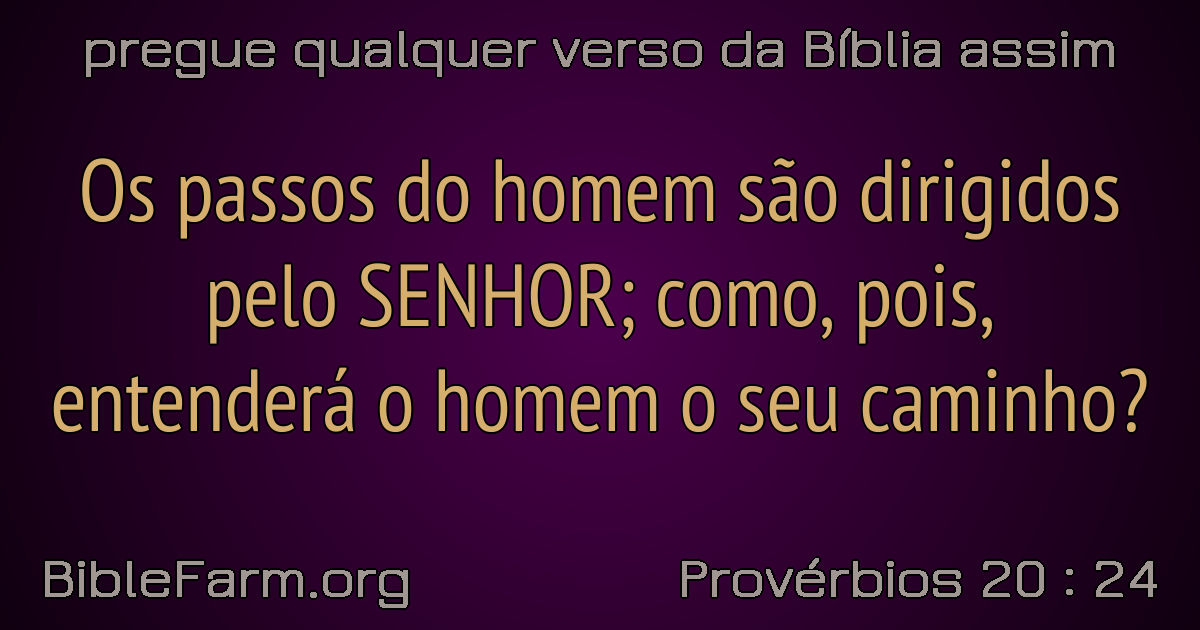 pregue qualquer verso da Bíblia assim
Os passos do homem são dirigidos
pelo SENHOR; como, pois,
entenderá o homem o seu caminho?
BibleFarm.org
Provérbios 20 : 24